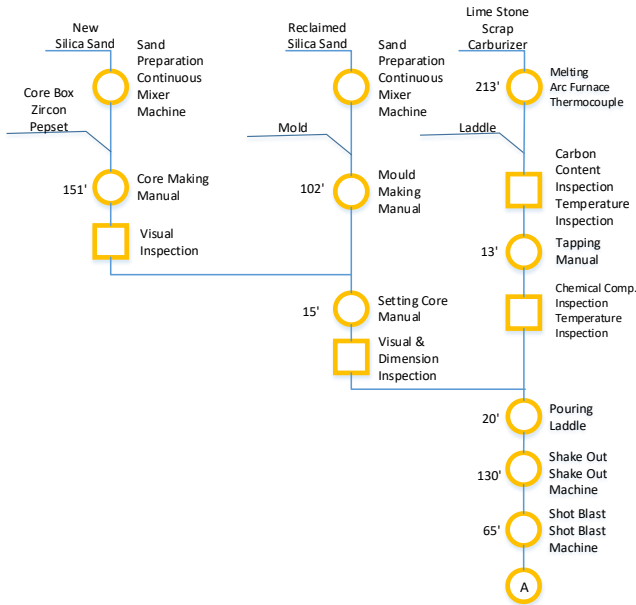 New
Silica Sand
Sand
Preparation
Continuous
Mixer
Machine
Core Box
Zircon
Pepset
151'
Core Making
Manual
Visual
Inspection
Reclaimed
Silica Sand
Sand
Preparation
Continuous
Mixer
Machine
Mold
102'
Mould
Making
Manual
15'
Setting Core
Manual
Visual &
Dimension
Inspection
Lime Stone
Scrap
Carburizer
213'
Melting
Arc Furnace
Thermocouple
Laddle
Carbon
Content
Inspection
Temperature
Inspection
13'
Tapping
Manual
Chemical Comp.
Inspection
Temperature
Inspection
20'
Pouring
Laddle
130'
Shake Out
Shake Out
Machine
65'
Shot Blast
Shot Blast
Machine
A